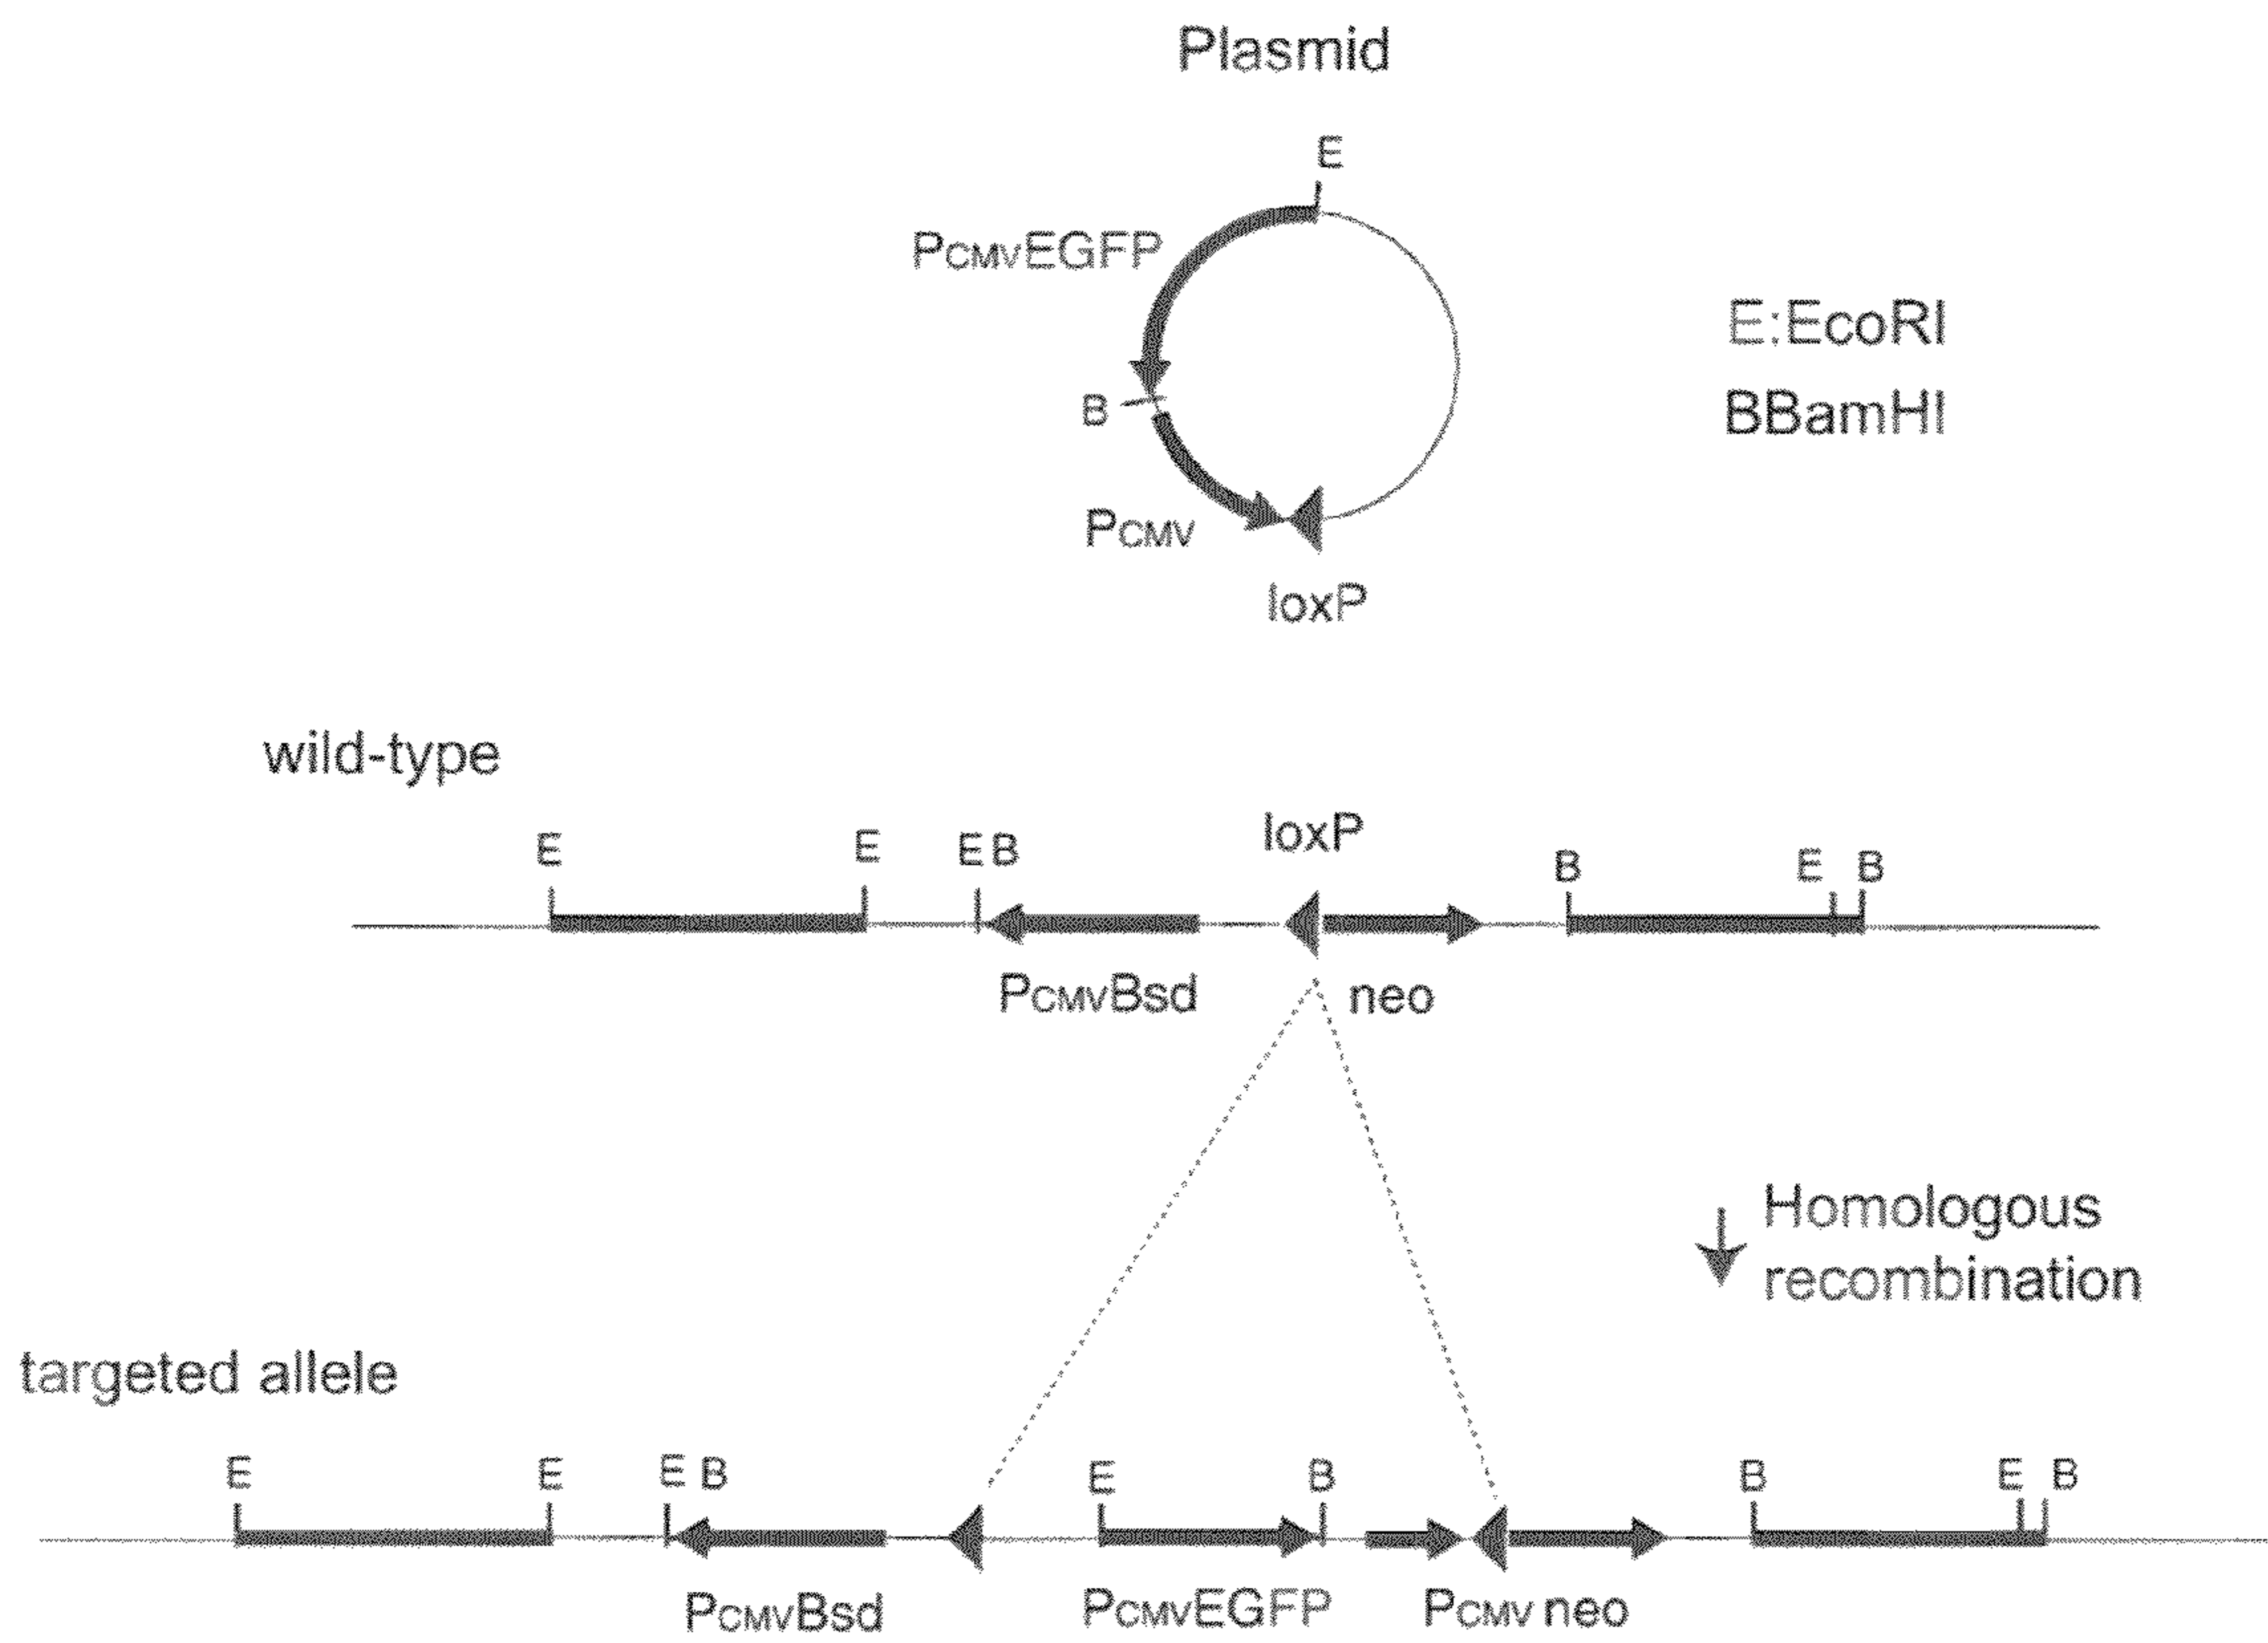 Plasmid
E
PCMVEGFP
E:EcoRI
B
BBamHI
PCMV
loxP
wild-type
loxP
E E E B B E B
PCMVBsd neo
Homologous
recombination
targeted allele
E E E B E B B E B
PCMVBsd PCMVEGFP PCMV neo